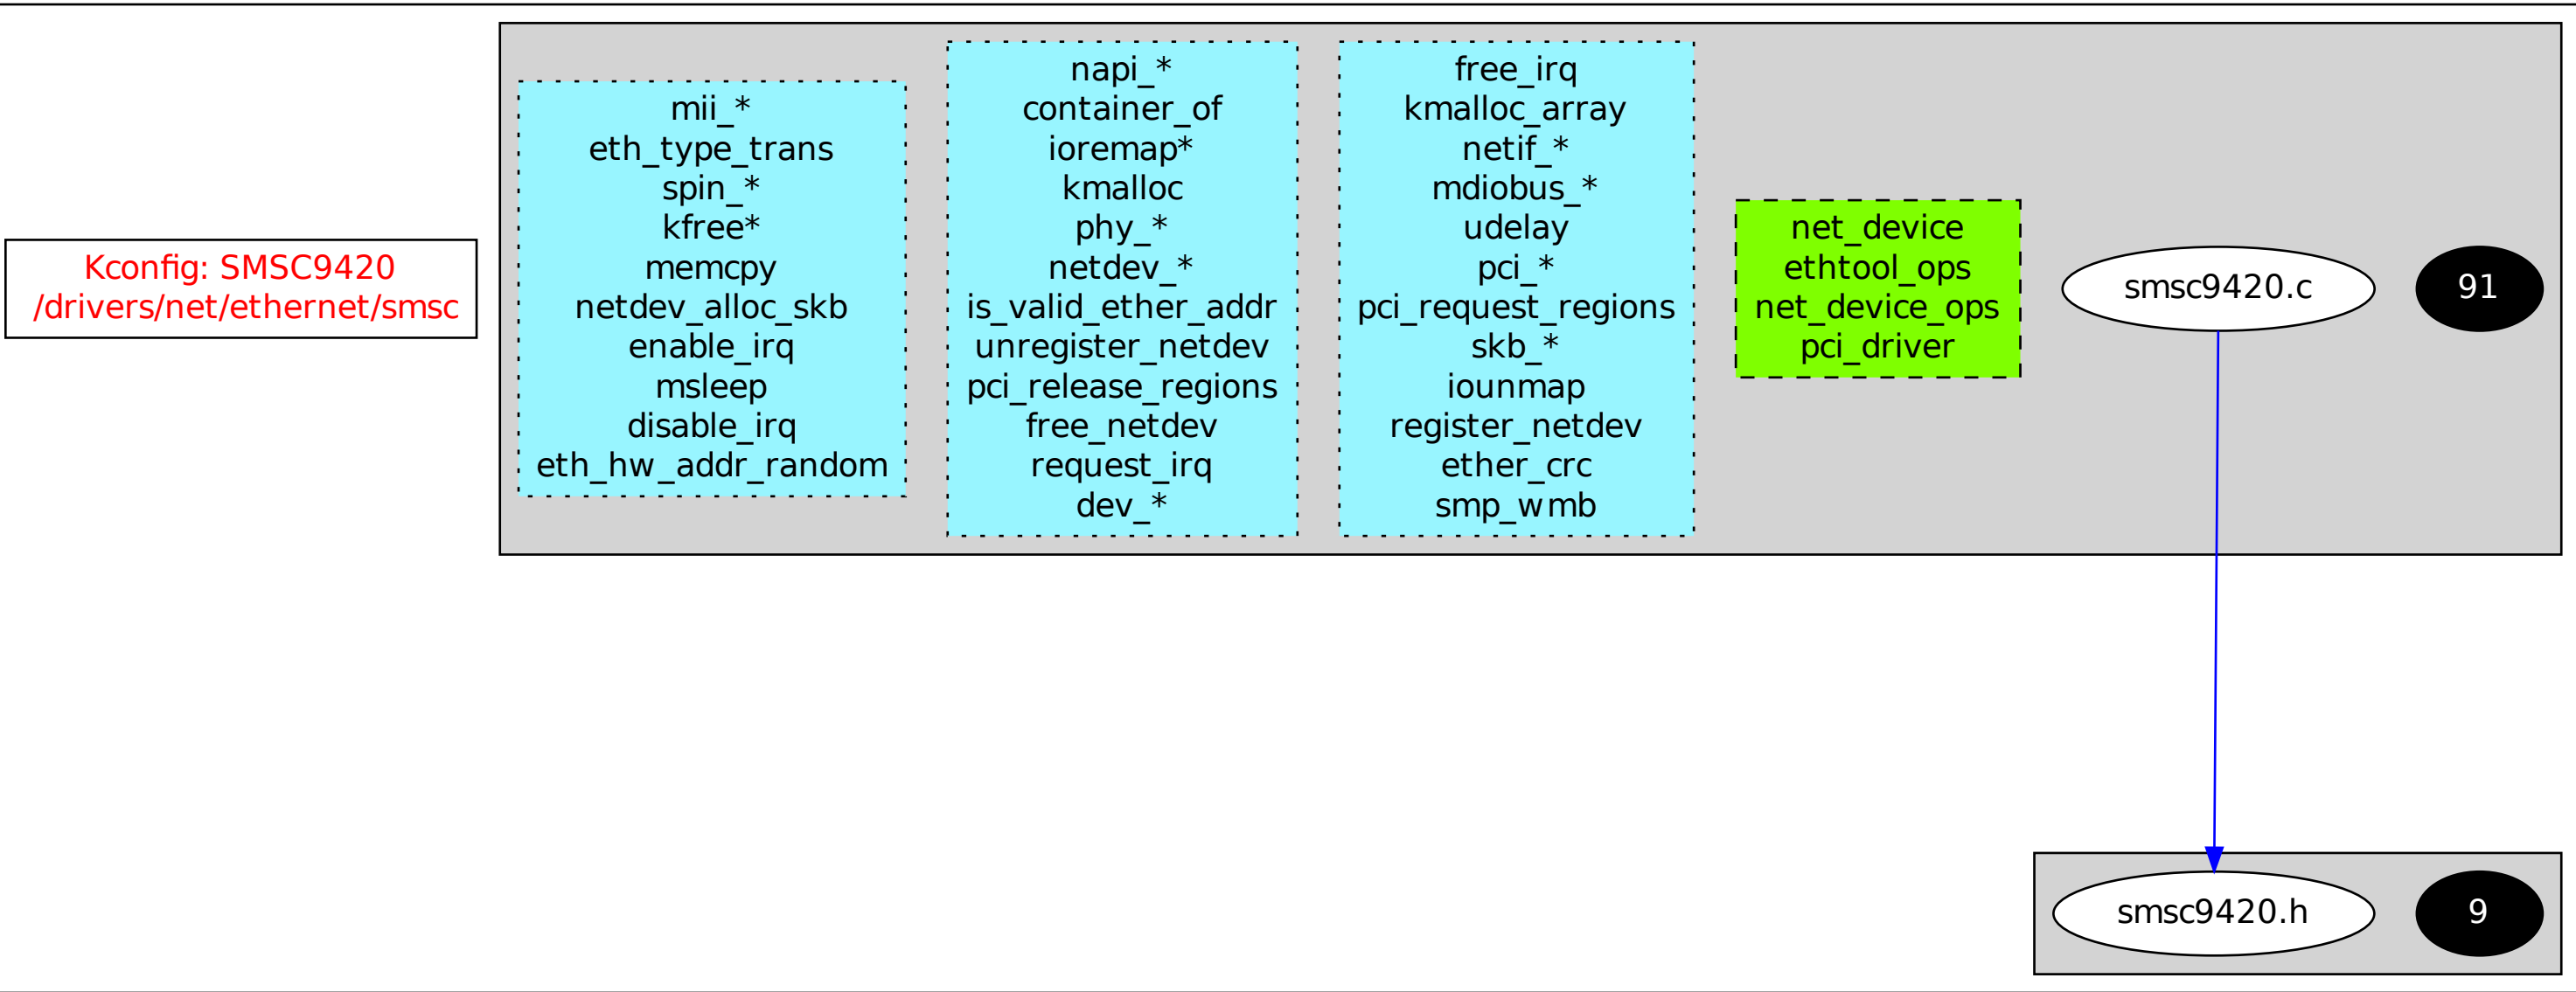 Kconfig: SMSC9420
/drivers/net/ethernet/smsc
mii_*
eth_type_trans
spin_*
kfree*
memcpy
netdev_alloc_skb
enable_irq
msleep
disable_irq
eth_hw_addr_random
napi_*
container_of
ioremap*
kmalloc
phy_*
netdev_*
is_valid_ether_addr
unregister_netdev
pci_release_regions
free_netdev
request_irq
dev_*
free_irq
kmalloc_array
netif_*
mdiobus_*
udelay
pci_*
pci_request_regions
skb_*
iounmap
register_netdev
ether_crc
smp_wmb
net_device
ethtool_ops
net_device_ops
pci_driver
smsc9420.c
91
smsc9420.h
9